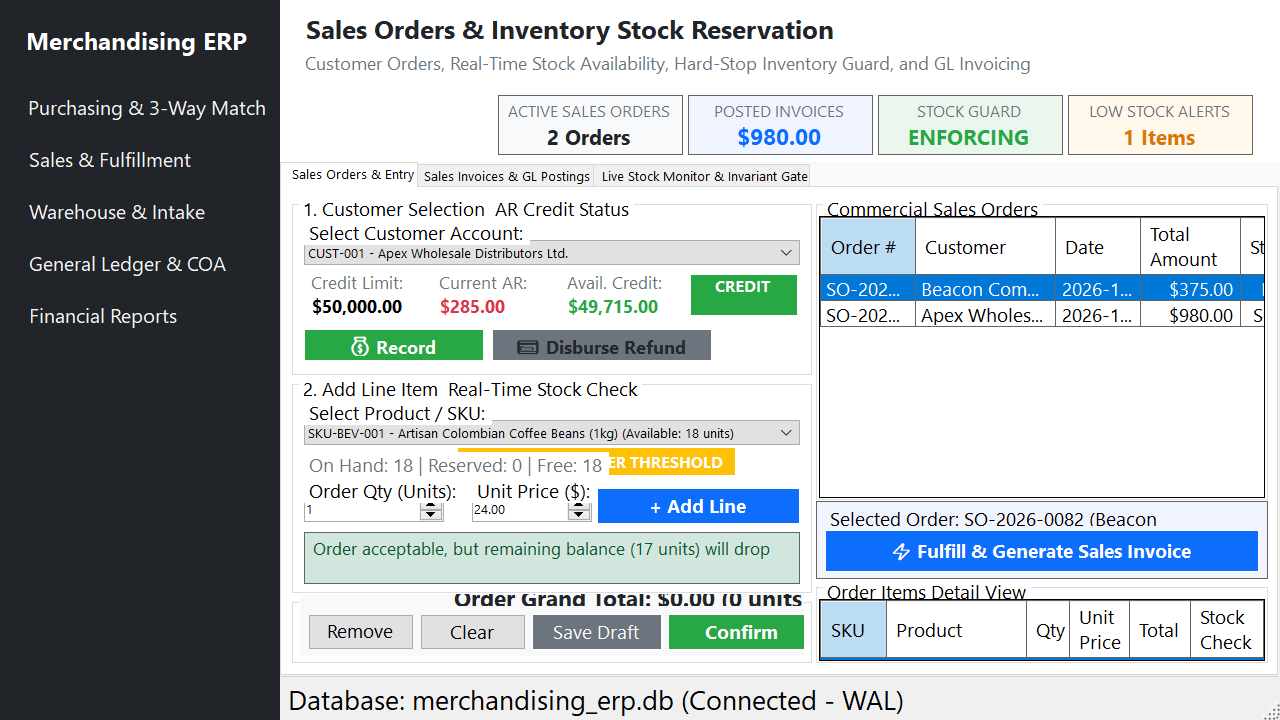 Merchandising ERP
Purchasing & 3-Way Match
Sales & Fulfillment
Warehouse & Intake
General Ledger & COA
Financial Reports
Sales Orders & Inventory Stock Reservation
Customer Orders, Real-Time Stock Availability, Hard-Stop Inventory Guard, and GL Invoicing
ACTIVE SALES ORDERS
2 Orders
POSTED INVOICES
$980.00
STOCK GUARD
ENFORCING
LOW STOCK ALERTS
1 Items
Sales Orders & Entry
Sales Invoices & GL Postings
Live Stock Monitor & Invariant Gate
1. Customer Selection  AR Credit Status
Select Customer Account:
CUST-001 - Apex Wholesale Distributors Ltd.
Credit Limit: Current AR: Avail. Credit:
$50,000.00 $285.00 $49,715.00
CREDIT
Record
Disburse Refund
2. Add Line Item  Real-Time Stock Check
Select Product / SKU:
SKU-BEV-001 - Artisan Colombian Coffee Beans (1kg) (Available: 18 units)
On Hand: 18 | Reserved: 0 | Free: 18
ER THRESHOLD
Order Qty (Units): Unit Price ($):
1 24.00
+ Add Line
Order acceptable, but remaining balance (17 units) will drop
Order Grand Total: $0.00 (0 units
Remove Clear Save Draft Confirm
Commercial Sales Orders
Order # Customer Date Total Amount St
SO-202... Beacon Com... 2026-1... $375.00
SO-202... Apex Wholes... 2026-1... $980.00 S
Selected Order: SO-2026-0082 (Beacon
Fulfill & Generate Sales Invoice
Order Items Detail View
SKU Product Qty Unit Price Total Stock Check
Database: merchandising_erp.db (Connected - WAL)